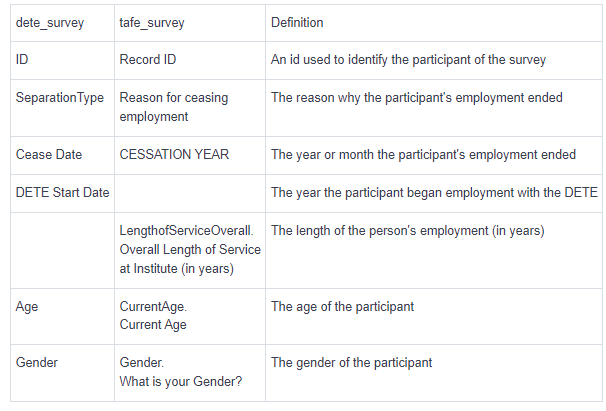 dete_survey tafe_survey Definition
ID Record ID An id used to identify the participant of the survey
SeparationType Reason for ceasing employment The reason why the participant's employment ended
Cease Date CESSATION YEAR The year or month the participant's employment ended
DETE Start Date The year the participant began employment with the DETE
LengthofServiceOverall. Overall Length of Service at Institute (in years) The length of the person's employment (in years)
Age CurrentAge. Current Age The age of the participant
Gender Gender. What is your Gender? The gender of the participant